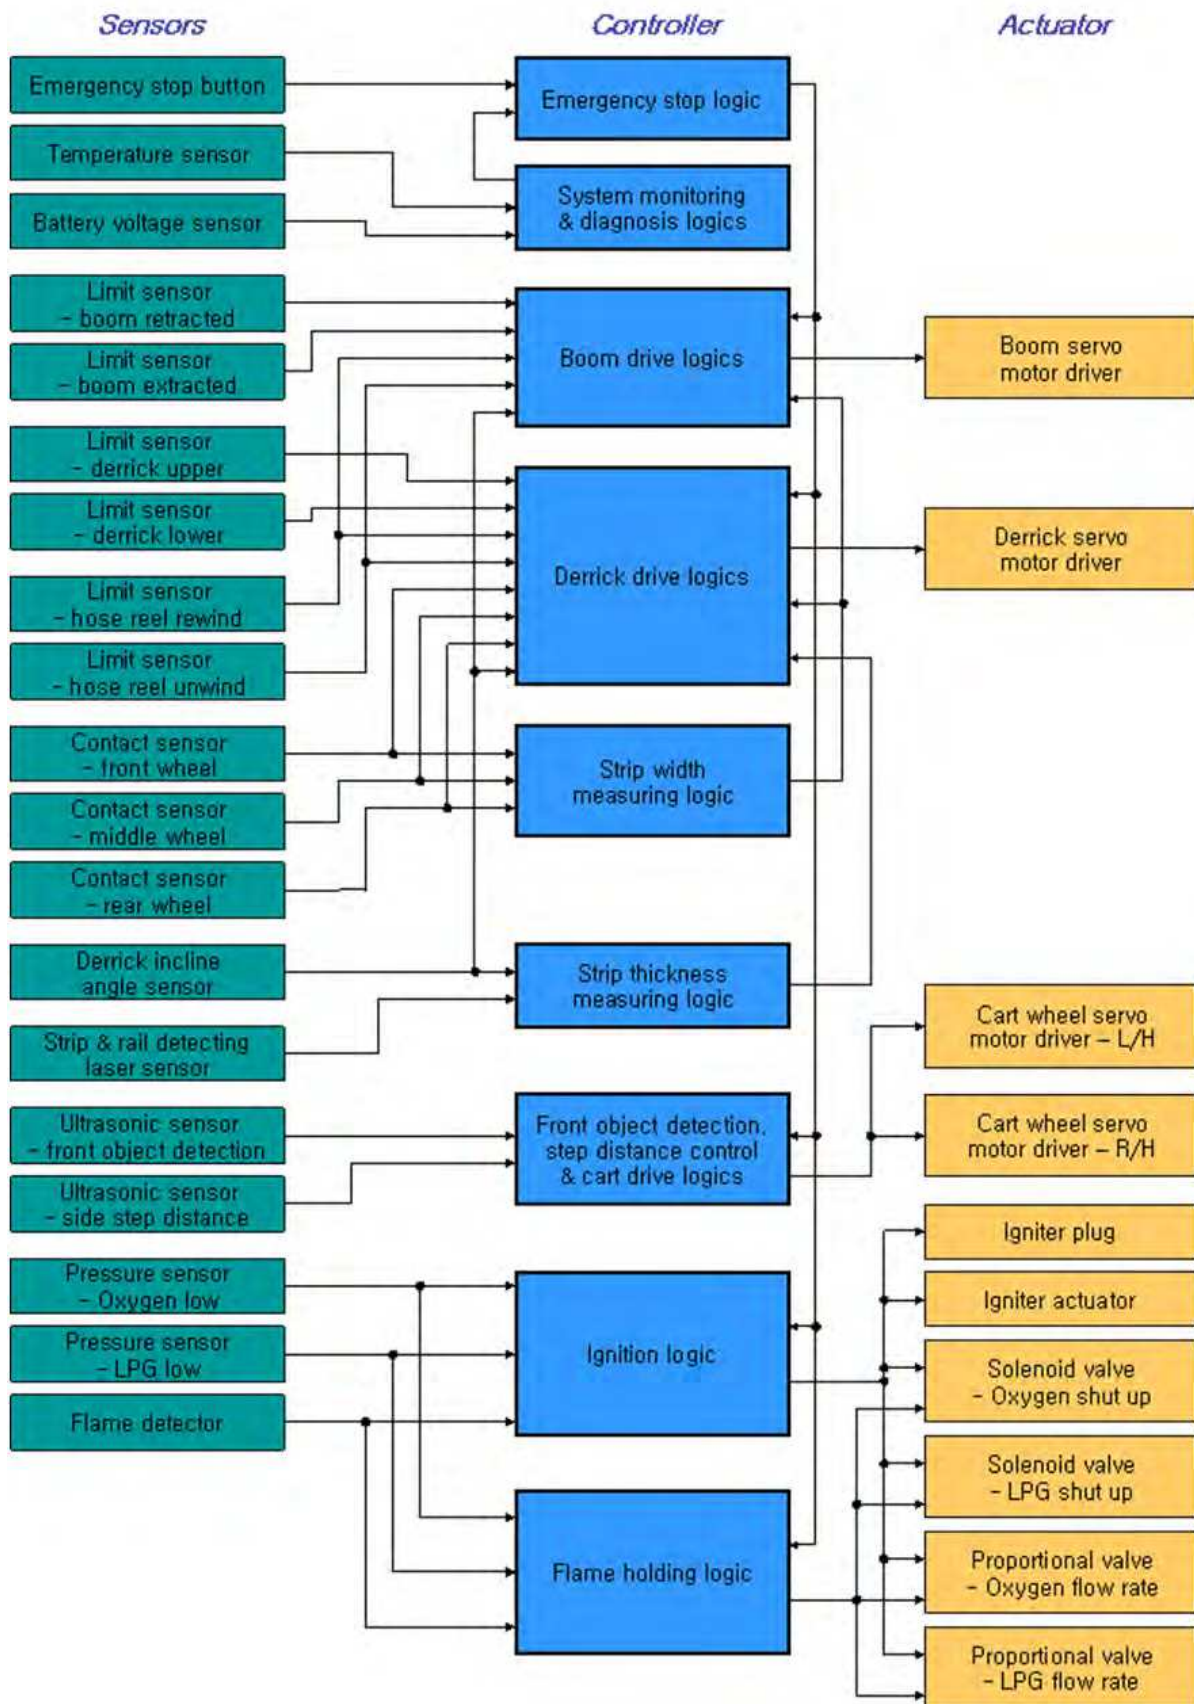 Sensors
Controller
Actuator
Emergency stop button
Temperature sensor
Battery voltage sensor
Limit sensor
– boom retracted
Limit sensor
– boom extracted
Limit sensor
– derrick upper
Limit sensor
– derrick lower
Limit sensor
– hose reel rewind
Limit sensor
– hose reel unwind
Contact sensor
– front wheel
Contact sensor
– middle wheel
Contact sensor
– rear wheel
Derrick incline
angle sensor
Strip & rail detecting
laser sensor
Ultrasonic sensor
– front object detection
Ultrasonic sensor
– side step distance
Pressure sensor
– Oxygen low
Pressure sensor
– LPG low
Flame detector
Emergency stop logic
System monitoring
& diagnosis logics
Boom drive logics
Derrick drive logics
Strip width
measuring logic
Strip thickness
measuring logic
Front object detection,
step distance control
& cart drive logics
Ignition logic
Flame holding logic
Boom servo
motor driver
Derrick servo
motor driver
Cart wheel servo
motor driver – L/H
Cart wheel servo
motor driver – R/H
Igniter plug
Igniter actuator
Solenoid valve
– Oxygen shut up
Solenoid valve
– LPG shut up
Proportional valve
– Oxygen flow rate
Proportional valve
– LPG flow rate